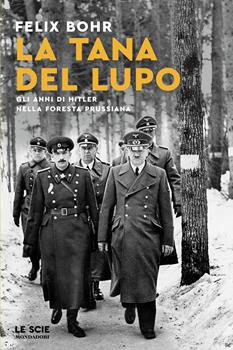 FELIX BOHR
LA TANA
DEL LUPO
GLI ANNI DI HITLER
NELLA FORESTA PRUSSIANA
LE SCIE
MONDADORI